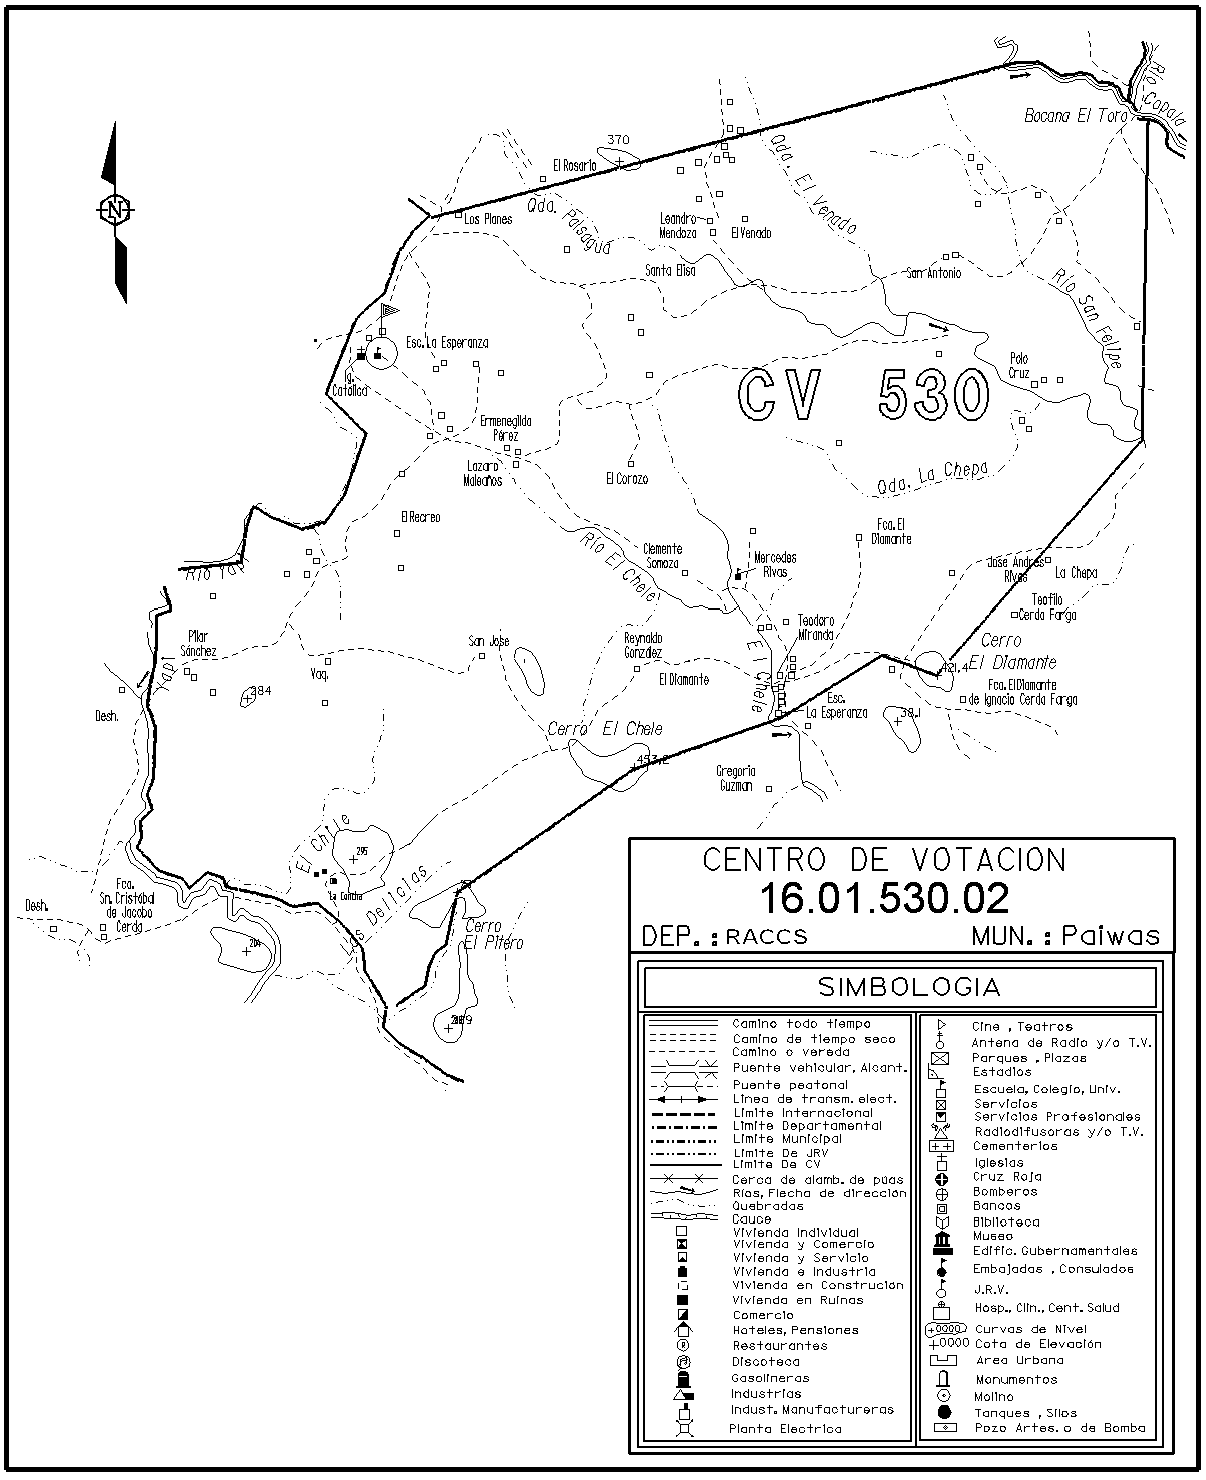 Río
Copala
Bocana El Toro
370
El Rosario
Qda. El Venado
N
Los Planes
Qda. Paisagua
Leandro
Mendoza
El Venado
Santa Elisa
San Antonio
Río San Felipe
Esc. La Esperanza
Ig.
Católica
Polo
Cruz
CV 530
Ermenegilda
Pérez
Lazaro
El Corozo
Qda. La Chepa
El Recreo
Fca. El
Diamante
Río El Chele
Clemente
Somoza
Mercedes
Rivas
Jose Andres
Rivas
La Chepa
Teofilo
Cerda Farga
Río Yapi
Teodoro
Miranda
Pilar
Sánchez
San Jose
Reynaldo
González
Cerro
El Diamante
421.4
Yapi
Vaq.
El Diamante
El Chele
Fca. El Diamante
de Ignacio Cerda Farga
284
Desh.
Esc.
La Esperanza
381
Cerro El Chele
453.2
Gregoria
Guzman
El Chile
295
La Concha
Delicias
Fca.
Sn. Cristóbal
de Jacobo
Cerda
Desh.
204
Cerro
El Pitero
CENTRO DE VOTACION
16.01.530.02
DEP.: RACCS MUN.: Paiwas
SIMBOLOGIA
Camino todo tiempo
Camino de tiempo seco
Camino o vereda
Puente vehicular, Alcant.
Puente peatonal
Linea de transm. elect.
Limite Internacional
Limite Departamental
Limite Municipal
Limite De JRV
Limite De CV
Cerca de alamb. de púas
Ríos, Flecha de dirección
Quebradas
Cauce
Vivienda Individual
Vivienda y Comercio
Vivienda y Servicio
Vivienda e Industria
Vivienda en Construción
Vivienda en Ruinas
Comercio
Hoteles, Pensiones
R Restaurantes
Discoteca
Gasolineras
Industrias
Indust. Manufactureras
Planta Electrica
Cine , Teatros
Antena de Radio y/o T.V.
Parques , Plazas
Estadios
Escuela, Colegio, Univ.
Servicios
Servicios Profesionales
Radiodifusoras y/o T.V.
Cementerios
Iglesias
Cruz Roja
Bomberos
Bancos
Biblioteca
Museo
Edific. Gubernamentales
Embajadas , Consulados
J.R.V.
Hosp., Clin., Cent. Salud
+0000 Curvas de Nivel
+0000 Cota de Elevación
Area Urbana
Monumentos
Molino
Tanques , Silos
Pozo Artes. o de Bomba